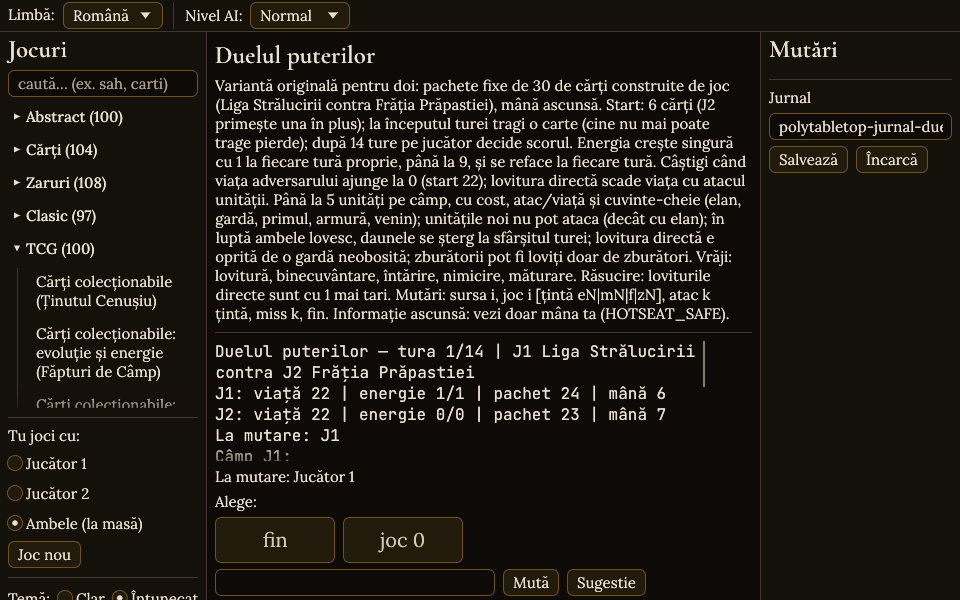 Limbă: Română ▼ Nivel AI: Normal ▼
Jocuri
caută... (ex. sah, carti)
▸ Abstract (100)
▸ Cărți (104)
▸ Zaruri (108)
▸ Clasic (97)
▾ TCG (100)
Cărți colecționabile
(Ținutul Cenușiu)
Cărți colecționabile:
evoluție și energie
(Făpturi de Câmp)
Cărți colecționabile:
Tu joci cu:
Jucător 1
Jucător 2
Ambele (la masă)
Joc nou
Temă: Clar Întunecat
Duelul puterilor
Variantă originală pentru doi: pachete fixe de 30 de cărți construite de joc
(Liga Strălucirii contra Frăția Prăpastiei), mână ascunsă. Start: 6 cărți (J2
primește una în plus); la începutul turei tragi o carte (cine nu mai poate
trage pierde); după 14 ture pe jucător decide scorul. Energia crește singură
cu 1 la fiecare tură proprie, până la 9, și se reface la fiecare tură. Câștigi când
viața adversarului ajunge la 0 (start 22); lovitura directă scade viața cu atacul
unității. Până la 5 unități pe câmp, cu cost, atac/viață și cuvinte-cheie (elan,
gardă, primul, armură, venin); unitățile noi nu pot ataca (decât cu elan); în
luptă ambele lovesc, daunele se șterg la sfârșitul turei; lovitura directă e
oprită de o gardă neobosită; zburătorii pot fi loviți doar de zburători. Vrăji:
lovitură, binecuvântare, întărire, nimicire, măturare. Răsucire: loviturile
directe sunt cu 1 mai tari. Mutări: sursa i, joc i [țintă eN|mN|f|zN], atac k
țintă, miss k, fin. Informație ascunsă: vezi doar mâna ta (HOTSEAT_SAFE).
Duelul puterilor — tura 1/14 | J1 Liga Strălucirii
contra J2 Frăția Prăpastiei
J1: viață 22 | energie 1/1 | pachet 24 | mână 6
J2: viață 22 | energie 0/0 | pachet 23 | mână 7
La mutare: J1
Câmp J1:
La mutare: Jucător 1
Alege:
fin joc 0
Mută Sugestie
Mutări
Jurnal
polytabletop-jurnal-due
Salvează Încarcă